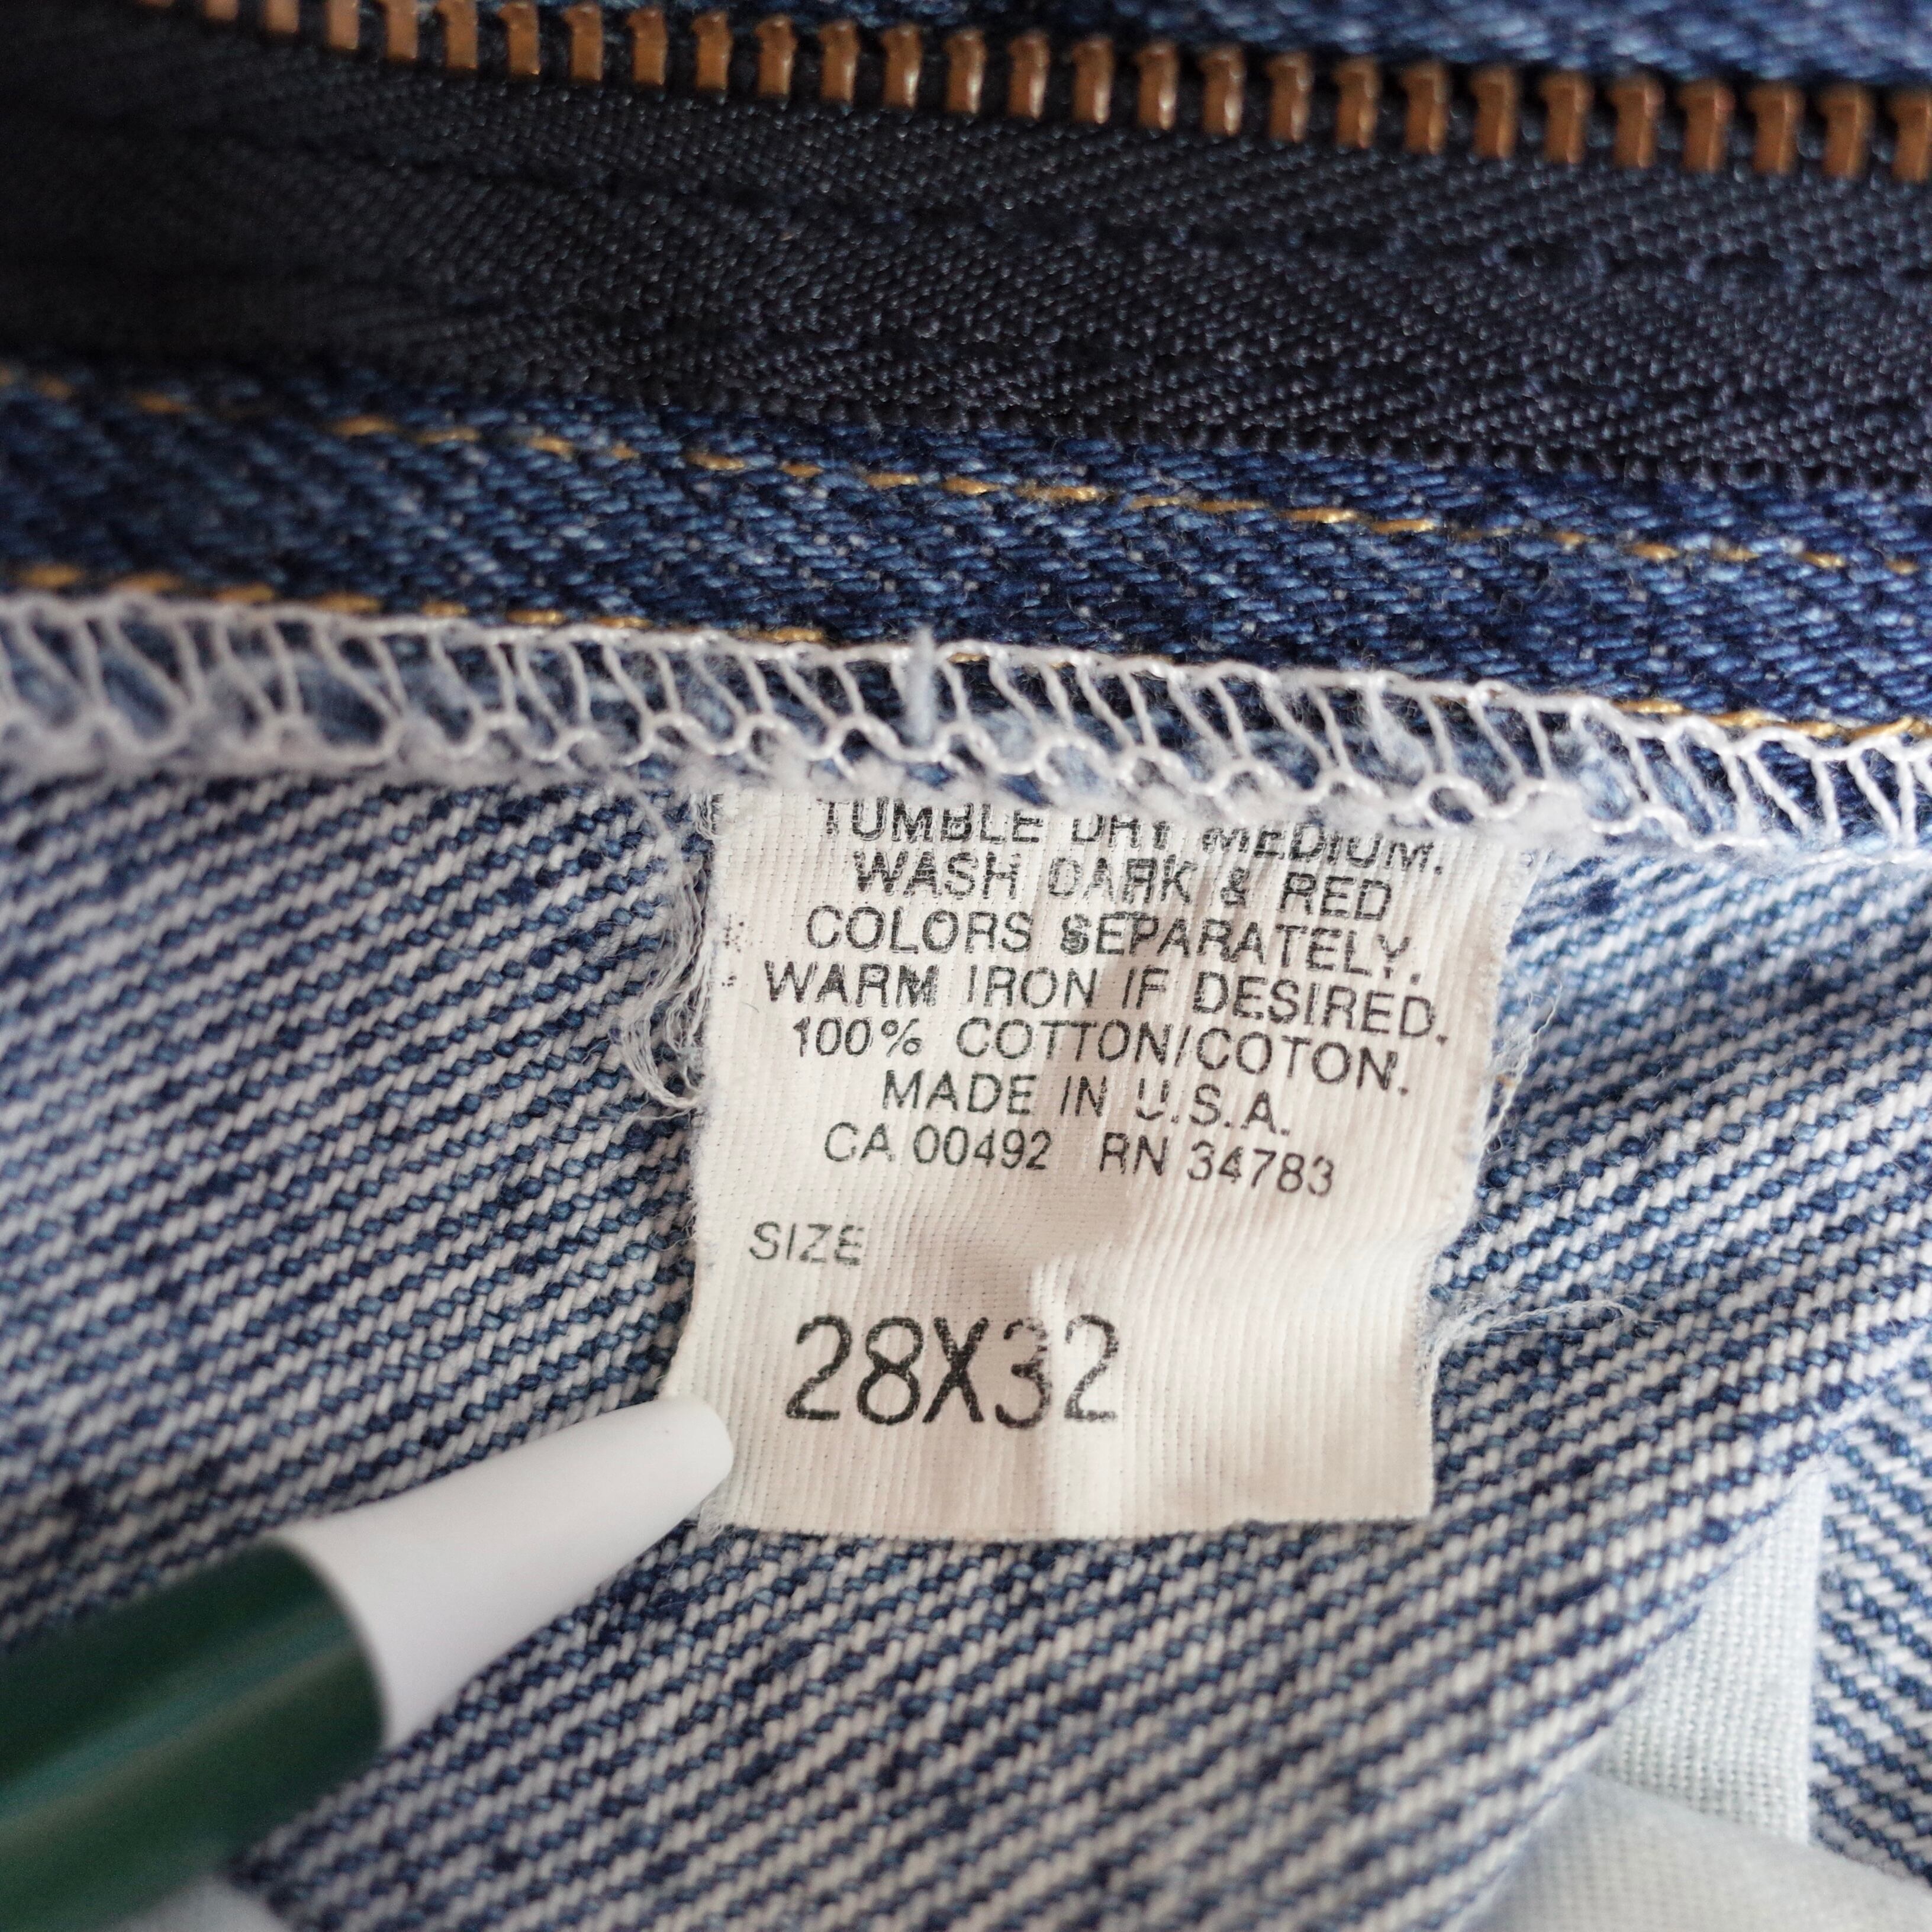 TUMBLE DRY MEDIUM.
WASH DARK & RED
COLORS SEPARATELY.
WARM IRON IF DESIRED.
100% COTTON/COTON.
MADE IN U.S.A.
CA 00492 RN 34783
SIZE
28X32